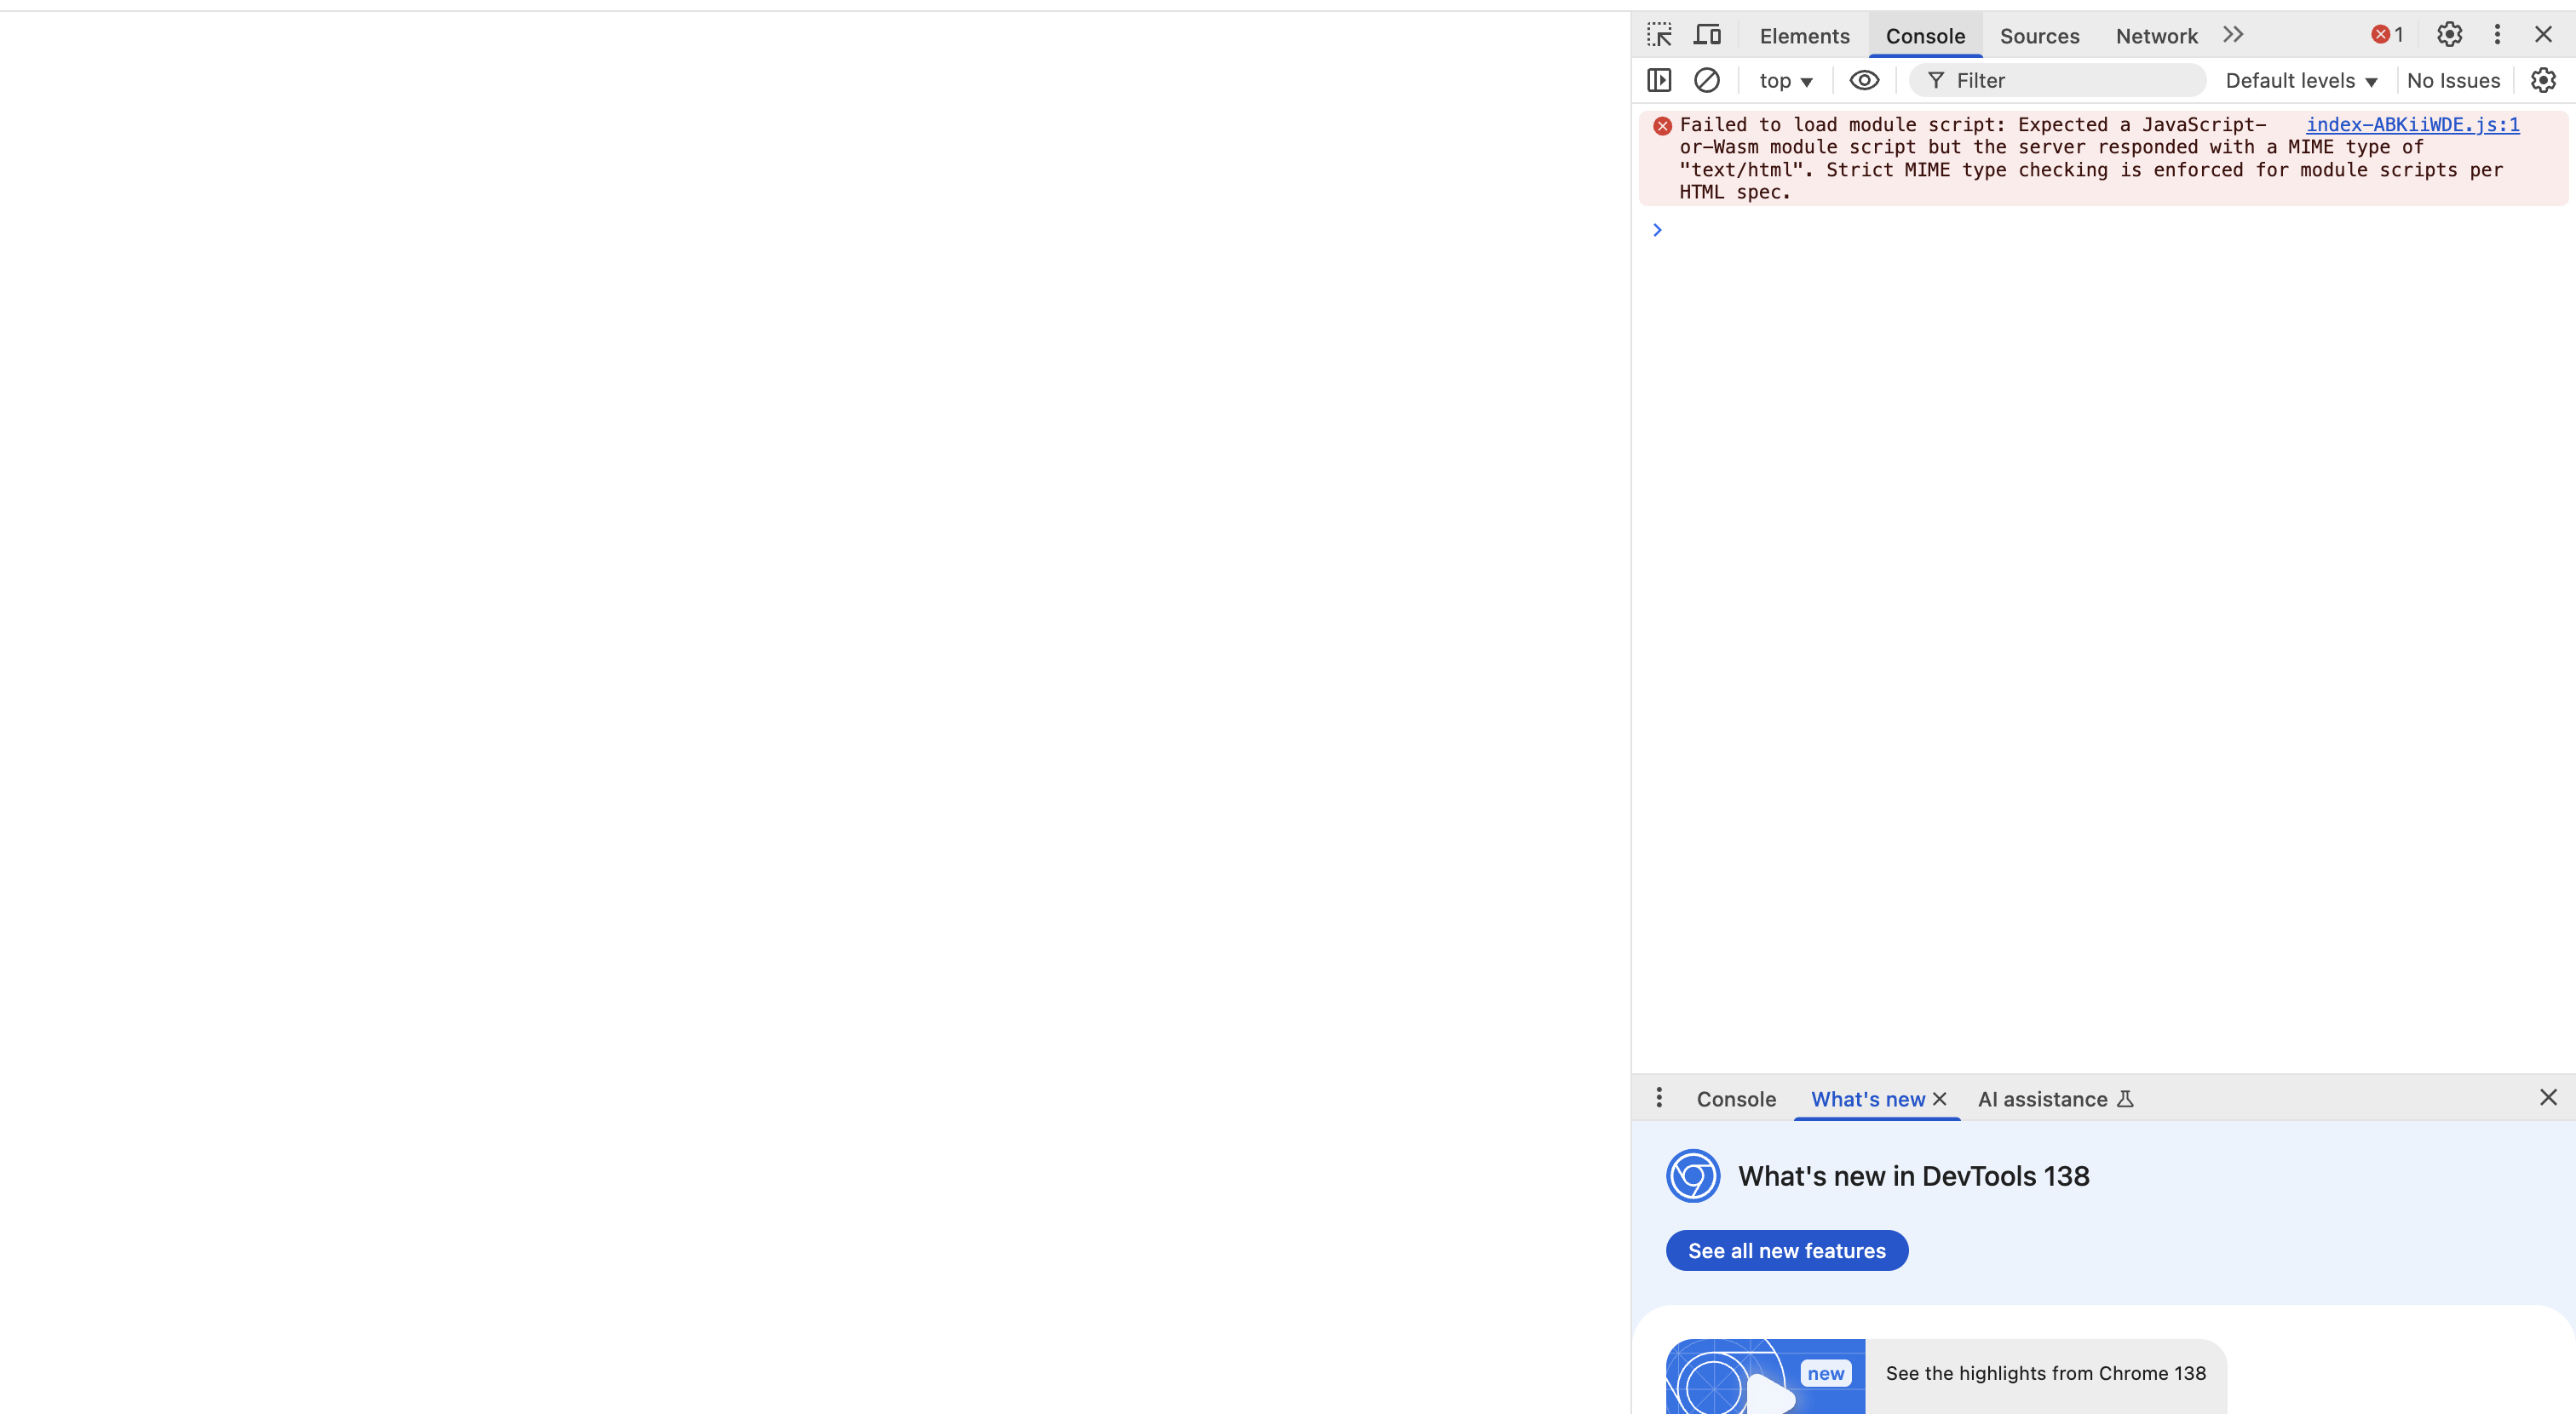 Elements Console Sources Network 1
top Filter Default levels No Issues
Failed to load module script: Expected a JavaScript- index-ABKiiWDE.js:1
or-Wasm module script but the server responded with a MIME type of
"text/html". Strict MIME type checking is enforced for module scripts per
HTML spec.
Console What's new AI assistance
What's new in DevTools 138
See all new features
new See the highlights from Chrome 138